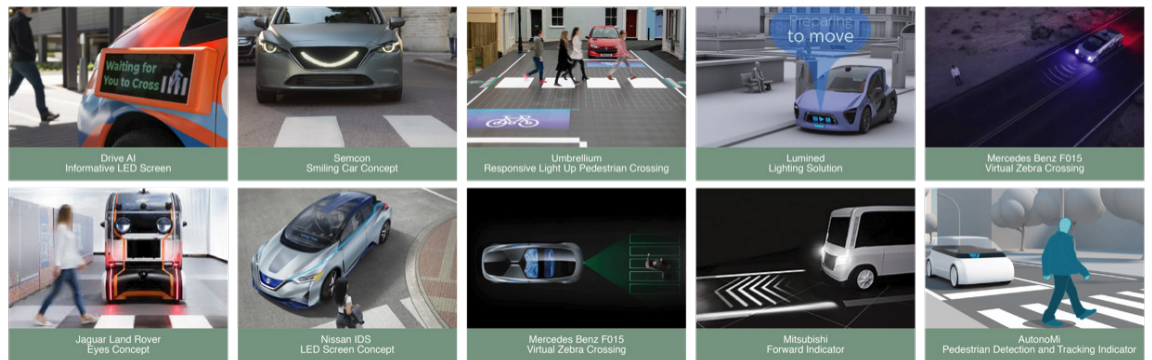 Waiting for
You to Cross
Preparing
to move
Drive AI
Informative LED Screen
Semcon
Smiling Car Concept
Umbrellium
Responsive Light Up Pedestrian Crossing
Lumined
Lighting Solution
Mercedes Benz F015
Virtual Zebra Crossing
Jaguar Land Rover
Eyes Concept
Nissan IDS
LED Screen Concept
Mercedes Benz F015
Virtual Zebra Crossing
Mitsubishi
Forward Indicator
AutonoMi
Pedestrian Detection and Tracking Indicator